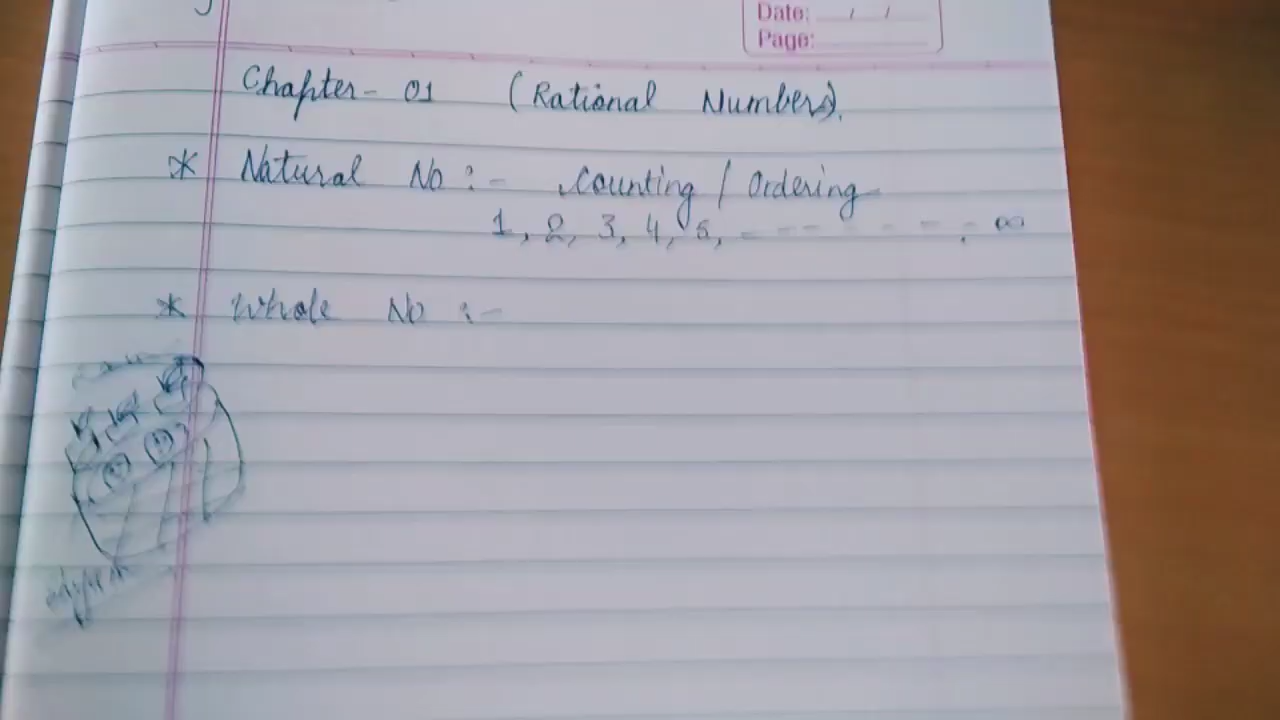 Date: / /
Page:
Chapter- 01 (Rational Numbers).
* Natural No :- Counting / Ordering
1, 2, 3, 4, 5, - - - - - - - - . ∞
* Whole No :-